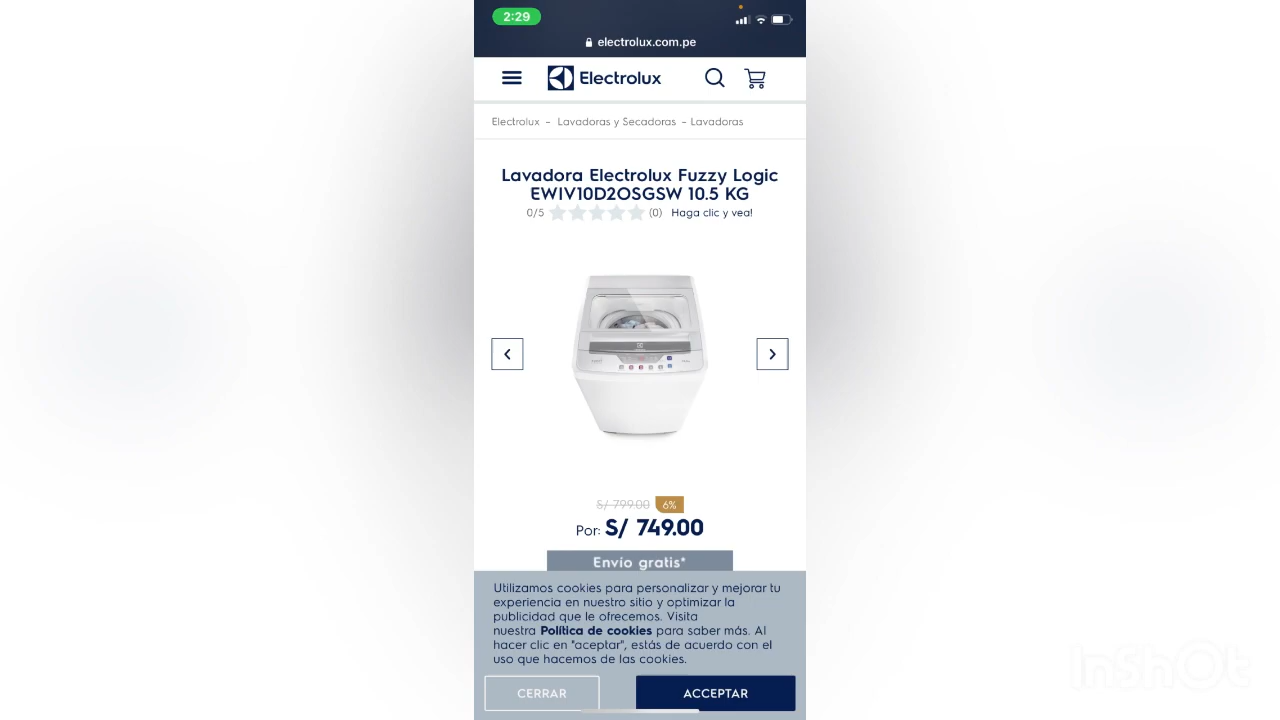 2:29
electrolux.com.pe
Electrolux
Electrolux - Lavadoras y Secadoras - Lavadoras
Lavadora Electrolux Fuzzy Logic
EWIV10D2OSGSW 10.5 KG
0/5 (0) Haga clic y vea!
S/ 799.00 6%
Por: S/ 749.00
Envío gratis*
Utilizamos cookies para personalizar y mejorar tu
experiencia en nuestro sitio y optimizar la
publicidad que le ofrecemos. Visita
nuestra Política de cookies para saber más. Al
hacer clic en "aceptar", estás de acuerdo con el
uso que hacemos de las cookies.
CERRAR
ACCEPTAR
InShOt